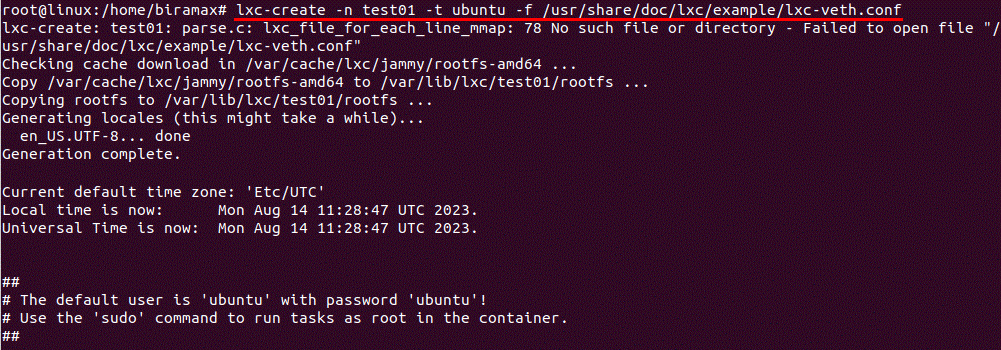 root@linux:/home/biramax# lxc-create -n test01 -t ubuntu -f /usr/share/doc/lxc/example/lxc-veth.conf
lxc-create: test01: parse.c: lxc_file_for_each_line_mmap: 78 No such file or directory - Failed to open file "/
usr/share/doc/lxc/example/lxc-veth.conf"
Checking cache download in /var/cache/lxc/jammy/rootfs-amd64 ...
Copy /var/cache/lxc/jammy/rootfs-amd64 to /var/lib/lxc/test01/rootfs ...
Copying rootfs to /var/lib/lxc/test01/rootfs ...
Generating locales (this might take a while)...
  en_US.UTF-8... done
Generation complete.

Current default time zone: 'Etc/UTC'
Local time is now:      Mon Aug 14 11:28:47 UTC 2023.
Universal Time is now:  Mon Aug 14 11:28:47 UTC 2023.


##
# The default user is 'ubuntu' with password 'ubuntu'!
# Use the 'sudo' command to run tasks as root in the container.
##